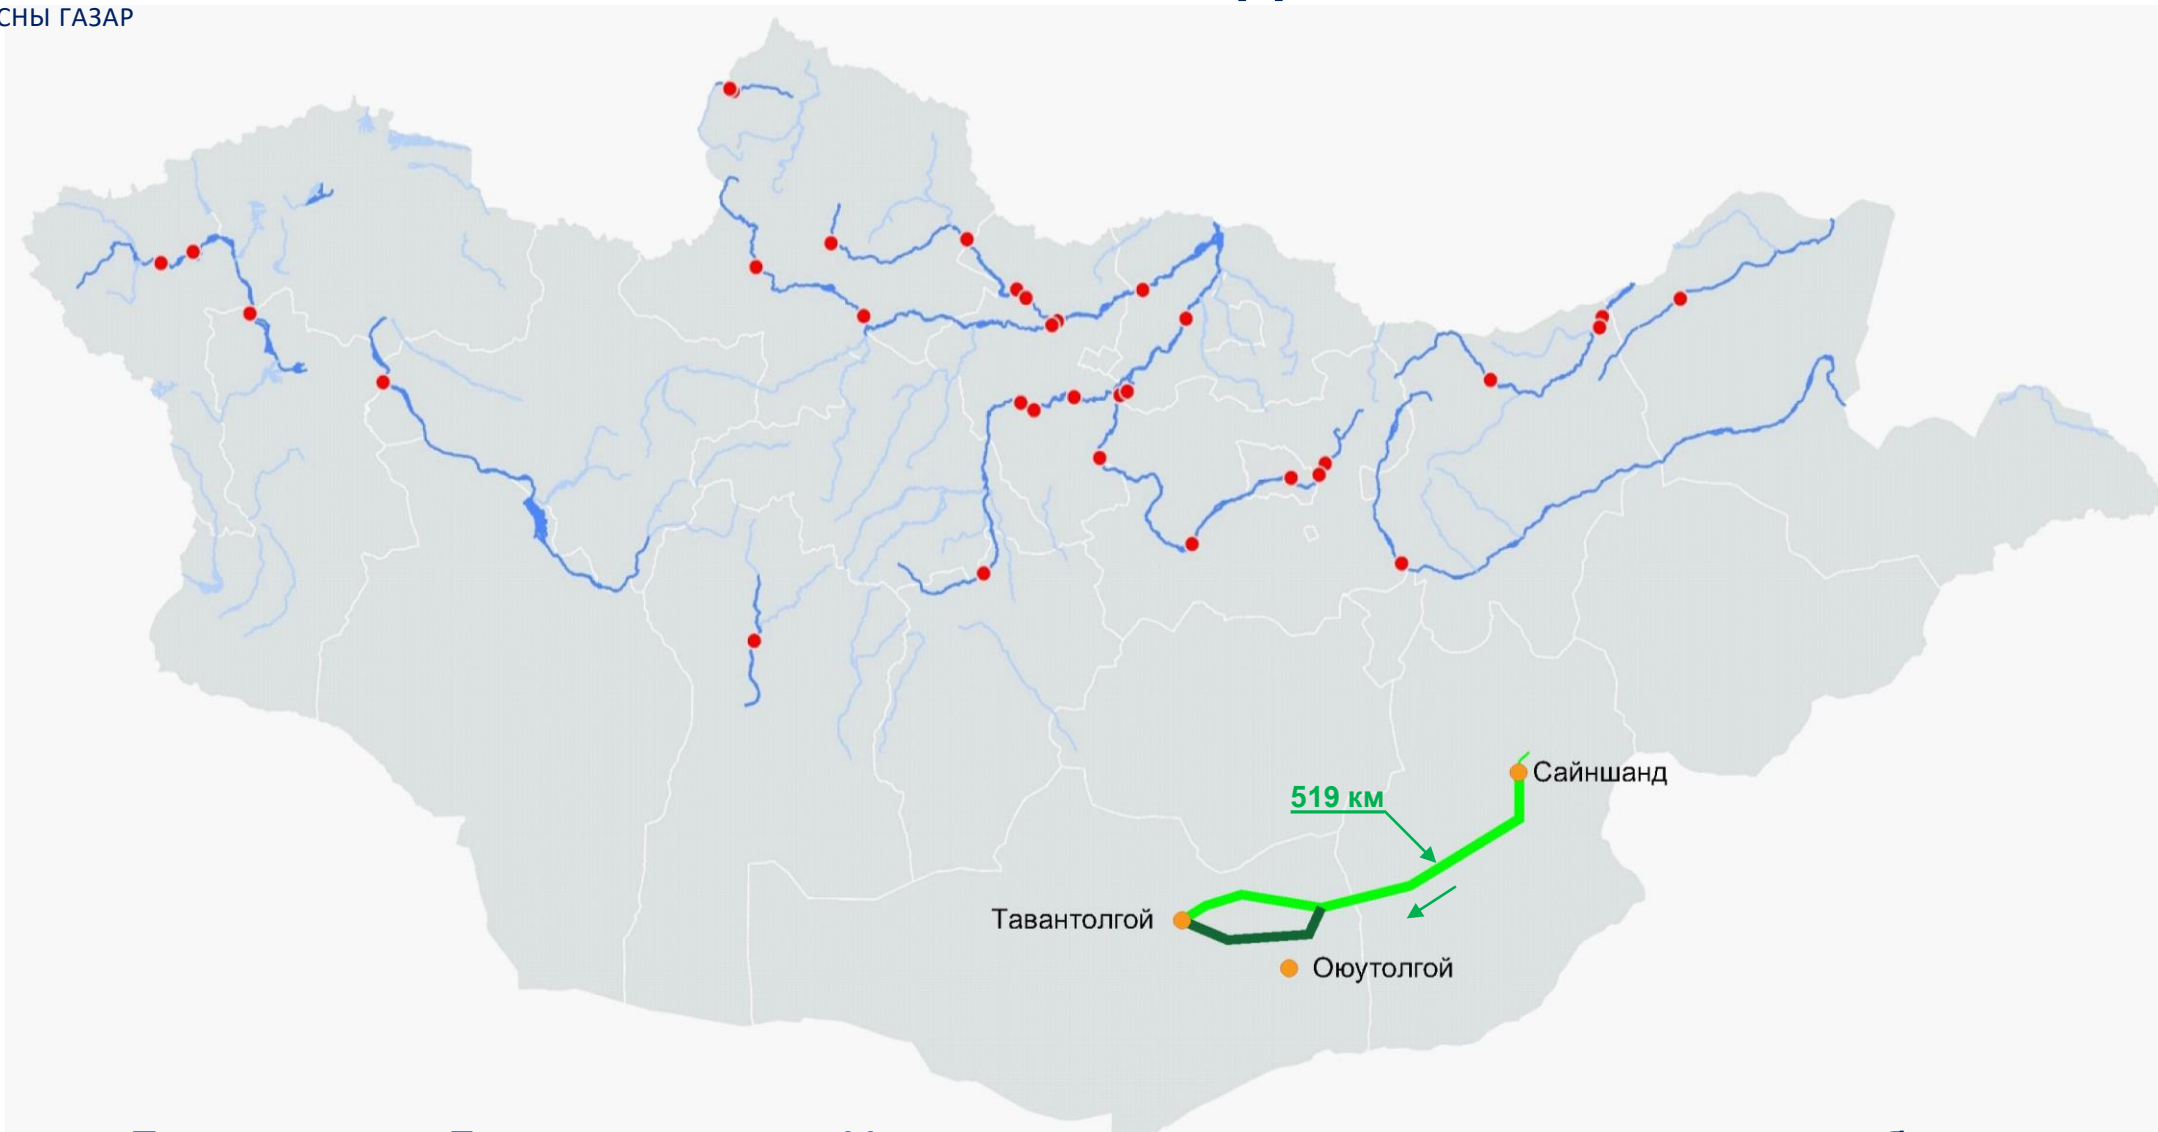 СНЫ ГАЗАР
Сайншанд
519 км
Тавантолгой
Оюутолгой